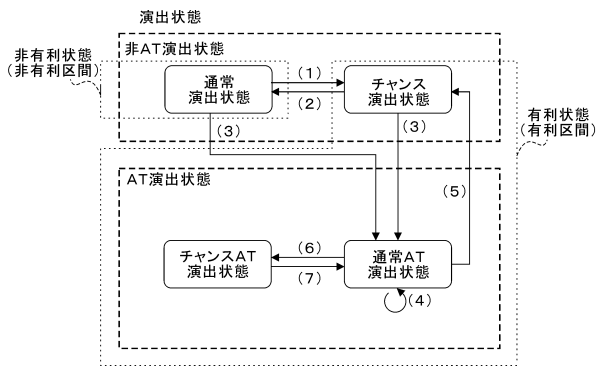 演出状態
非AT演出状態
非有利状態
(非有利区間)
通常
演出状態
(1)
(2)
チャンス
演出状態
(3)
(3)
有利状態
(有利区間)
AT演出状態
(5)
チャンスAT
演出状態
(6)
(7)
通常AT
演出状態
(4)